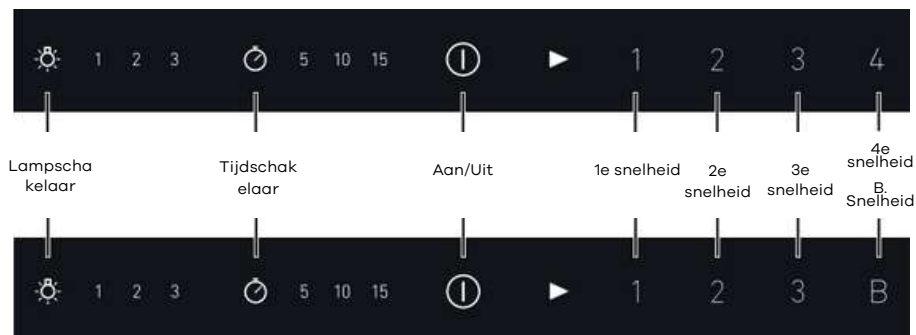 1 2 3 5 10 15 1 2 3 4
Lampscha
kelaar
Tijdschak
elaar
Aan/Uit
1e snelheid
2e
snelheid
3e
snelheid
4e
snelheid
B.
Snelheid
1 2 3 5 10 15 1 2 3 B